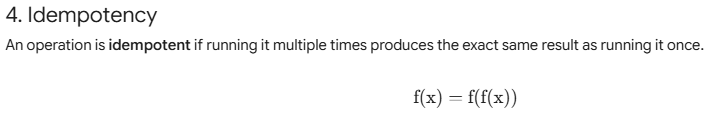 4. Idempotency
An operation is idempotent if running it multiple times produces the exact same result as running it once.
f(x) = f(f(x))